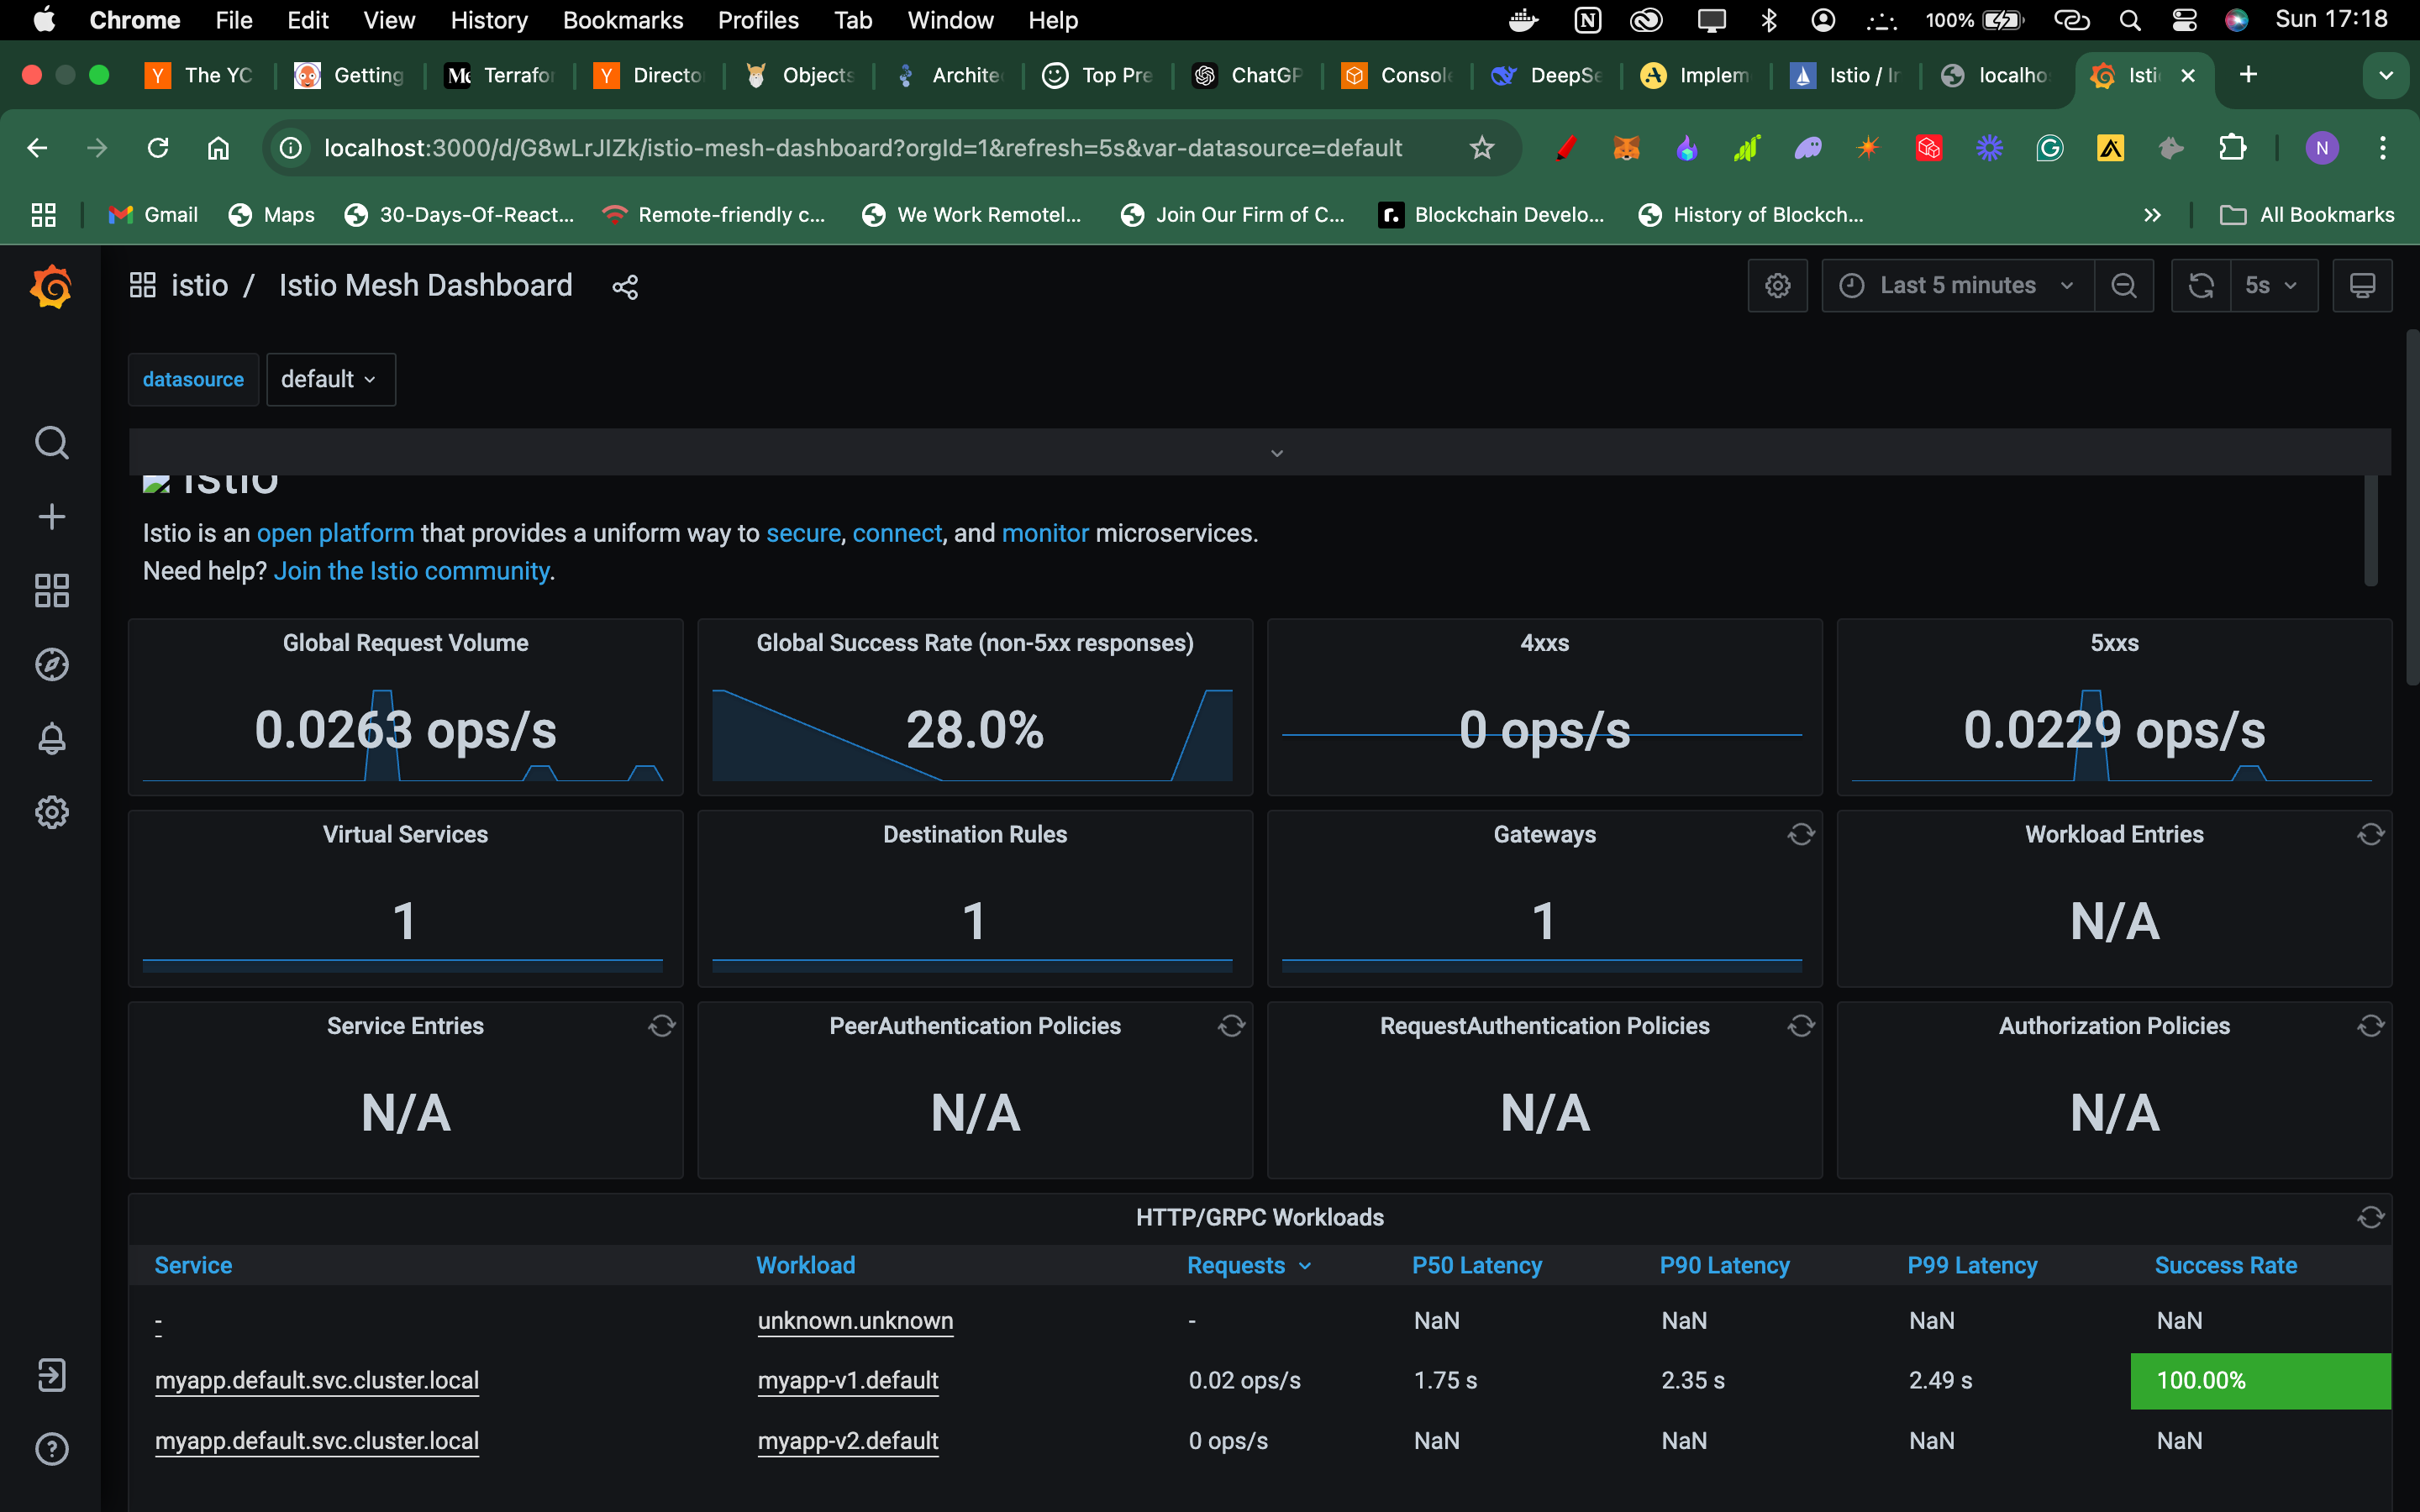 Chrome File Edit View History Bookmarks Profiles Tab Window Help 100% Sun 17:18
The YC Getting Terrafor Director Objects Archite Top Pre ChatGP Console DeepSe Implem Istio / In localhos Isti
localhost:3000/d/G8wLrJIZk/istio-mesh-dashboard?orgId=1&refresh=5s&var-datasource=default N
Gmail Maps 30-Days-Of-React... Remote-friendly c... We Work Remotel... Join Our Firm of C... Blockchain Develo... History of Blockch... All Bookmarks
istio / Istio Mesh Dashboard Last 5 minutes 5s
datasource default
Istio
Istio is an open platform that provides a uniform way to secure, connect, and monitor microservices.
Need help? Join the Istio community.
Global Request Volume Global Success Rate (non-5xx responses) 4xxs 5xxs
0.0263 ops/s 28.0% 0 ops/s 0.0229 ops/s
Virtual Services Destination Rules Gateways Workload Entries
1 1 1 N/A
Service Entries PeerAuthentication Policies RequestAuthentication Policies Authorization Policies
N/A N/A N/A N/A
HTTP/GRPC Workloads
Service Workload Requests P50 Latency P90 Latency P99 Latency Success Rate
- unknown.unknown - NaN NaN NaN NaN
myapp.default.svc.cluster.local myapp-v1.default 0.02 ops/s 1.75 s 2.35 s 2.49 s 100.00%
myapp.default.svc.cluster.local myapp-v2.default 0 ops/s NaN NaN NaN NaN